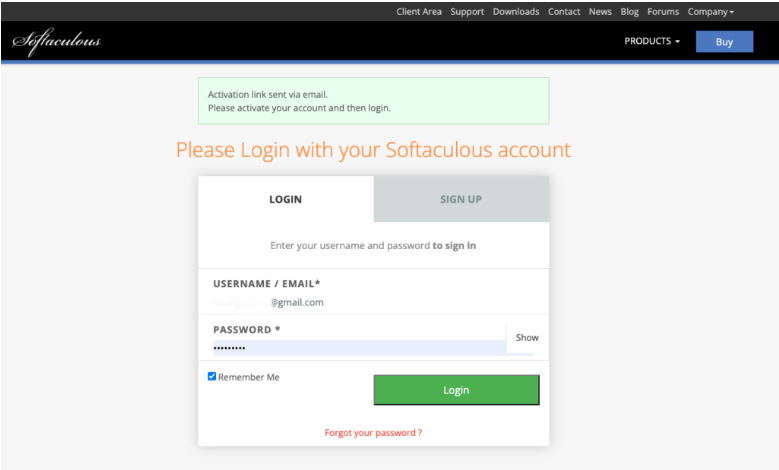 Client Area Support Downloads Contact News Blog Forums Company
Softaculous
PRODUCTS
Buy
Activation link sent via email.
Please activate your account and then login.
Please Login with your Softaculous account
LOGIN
SIGN UP
Enter your username and password to sign in
USERNAME / EMAIL*
@gmail.com
PASSWORD *
•••••••••
Show
Remember Me
Login
Forgot your password ?